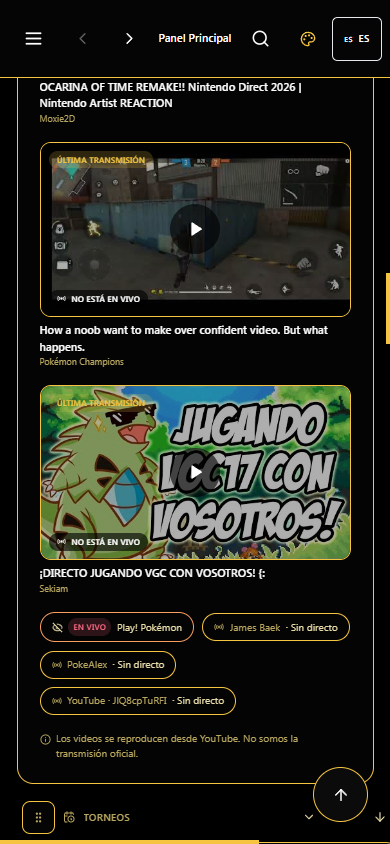 Panel Principal
ES ES
OCARINA OF TIME REMAKE!! Nintendo Direct 2026 |
Nintendo Artist REACTION
Moxie2D
ÚLTIMA TRANSMISIÓN
NO ESTÁ EN VIVO
How a noob want to make over confident video. But what
happens.
Pokémon Champions
ÚLTIMA TRANSMISIÓN
JUGANDO
VGC17 CON
VOSOTROS!
NO ESTÁ EN VIVO
¡DIRECTO JUGANDO VGC CON VOSOTROS! (:
Sekiam
EN VIVO Play! Pokémon
James Baek · Sin directo
PokeAlex · Sin directo
YouTube · JlQ8cpTuRFI · Sin directo
Los videos se reproducen desde YouTube. No somos la
transmisión oficial.
TORNEOS